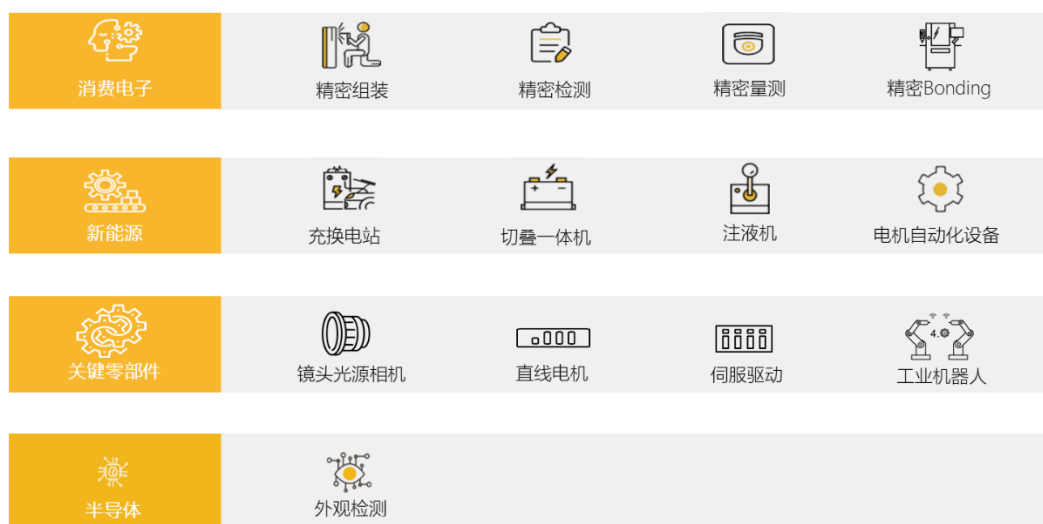 消费电子
精密组装
精密检测
精密量测
精密Bonding
新能源
充换电站
切叠一体机
注液机
电机自动化设备
关键零部件
镜头光源相机
直线电机
伺服驱动
4.0
工业机器人
半导体
外观检测